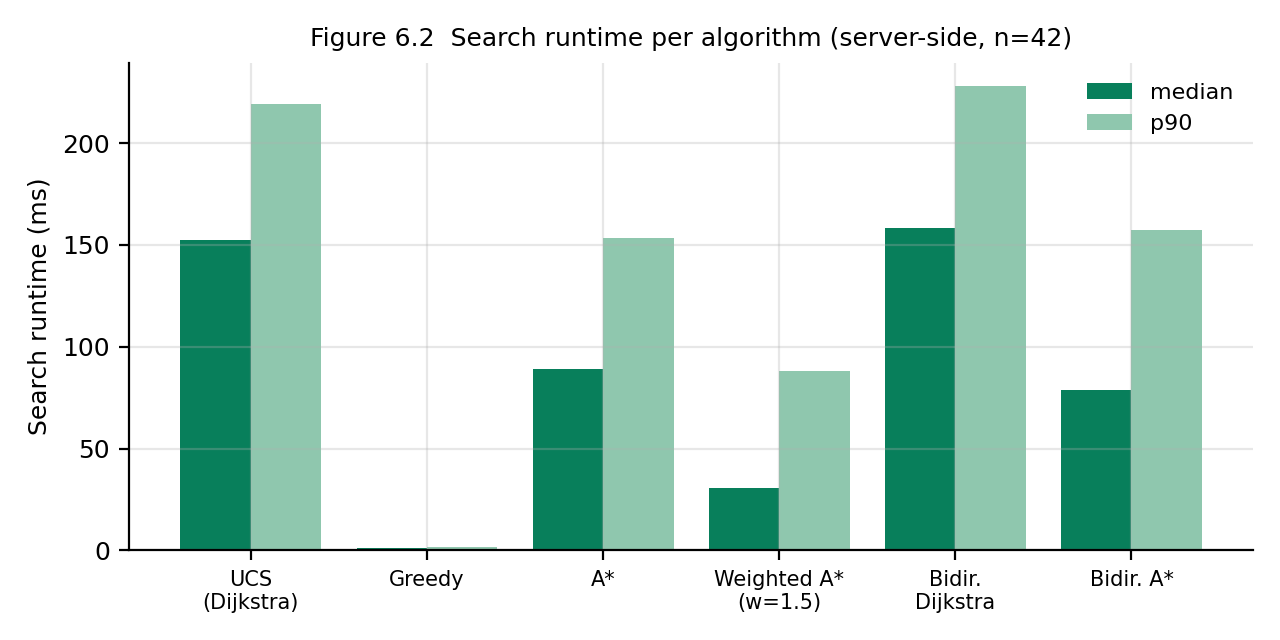 Figure 6.2  Search runtime per algorithm (server-side, n=42)
median
p90
Search runtime (ms)
200
150
100
50
0
UCS
(Dijkstra)
Greedy
A*
Weighted A*
(w=1.5)
Bidir.
Dijkstra
Bidir. A*